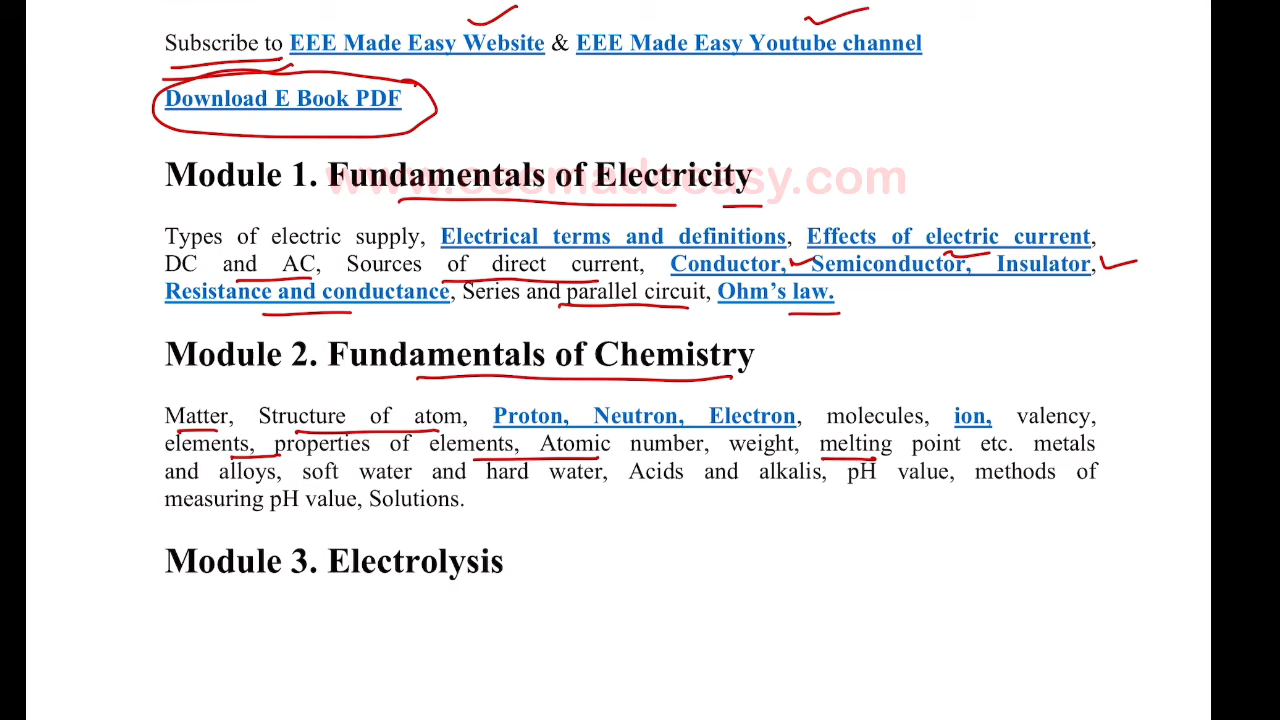 Subscribe to EEE Made Easy Website & EEE Made Easy Youtube channel
Download E Book PDF
Module 1. Fundamentals of Electricity
www.eeemadeeasy.com
Types of electric supply, Electrical terms and definitions, Effects of electric current,
DC and AC, Sources of direct current, Conductor, Semiconductor, Insulator,
Resistance and conductance, Series and parallel circuit, Ohm’s law.
Module 2. Fundamentals of Chemistry
Matter, Structure of atom, Proton, Neutron, Electron, molecules, ion, valency,
elements, properties of elements, Atomic number, weight, melting point etc. metals
and alloys, soft water and hard water, Acids and alkalis, pH value, methods of
measuring pH value, Solutions.
Module 3. Electrolysis